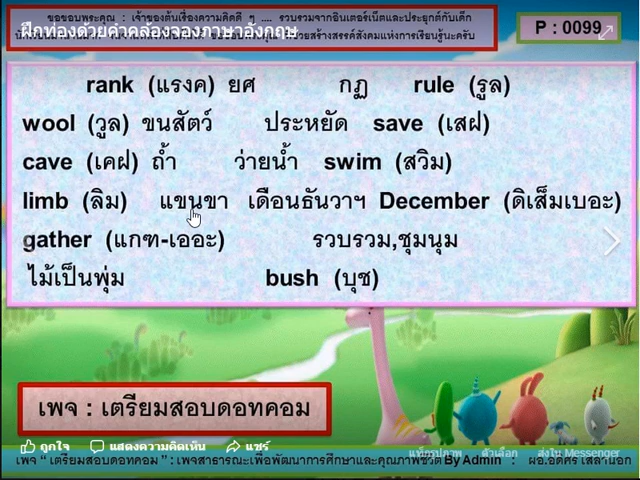 ขอขอบพระคุณ : เจ้าของต้นเรื่องความคิดดี ๆ .... รวบรวมจากอินเตอร์เน็ตและประยุกต์กับเด็ก
ฝึกท่องด้วยคำคล้องจองภาษาอังกฤษ
P : 0099
rank (แรงค) ยศ กฎ rule (รูล)
wool (วูล) ขนสัตว์ ประหยัด save (เสฝ)
cave (เคฝ) ถ้ำ ว่ายน้ำ swim (สวิม)
limb (ลิม) แขนขา เดือนธันวาฯ December (ดิเส็มเบอะ)
gather (แกฑ-เออะ) รวบรวม,ชุมนุม
ไม้เป็นพุ่ม bush (บุช)
เพจ : เตรียมสอบดอทคอม
ถูกใจ แสดงความคิดเห็น แชร์
แท็กรูปภาพ ตัวเลือก ส่งใน Messenger
เพจ “ เตรียมสอบดอทคอม ” : เพจสาธารณะเพื่อพัฒนาการศึกษาและคุณภาพชีวิต By Admin :